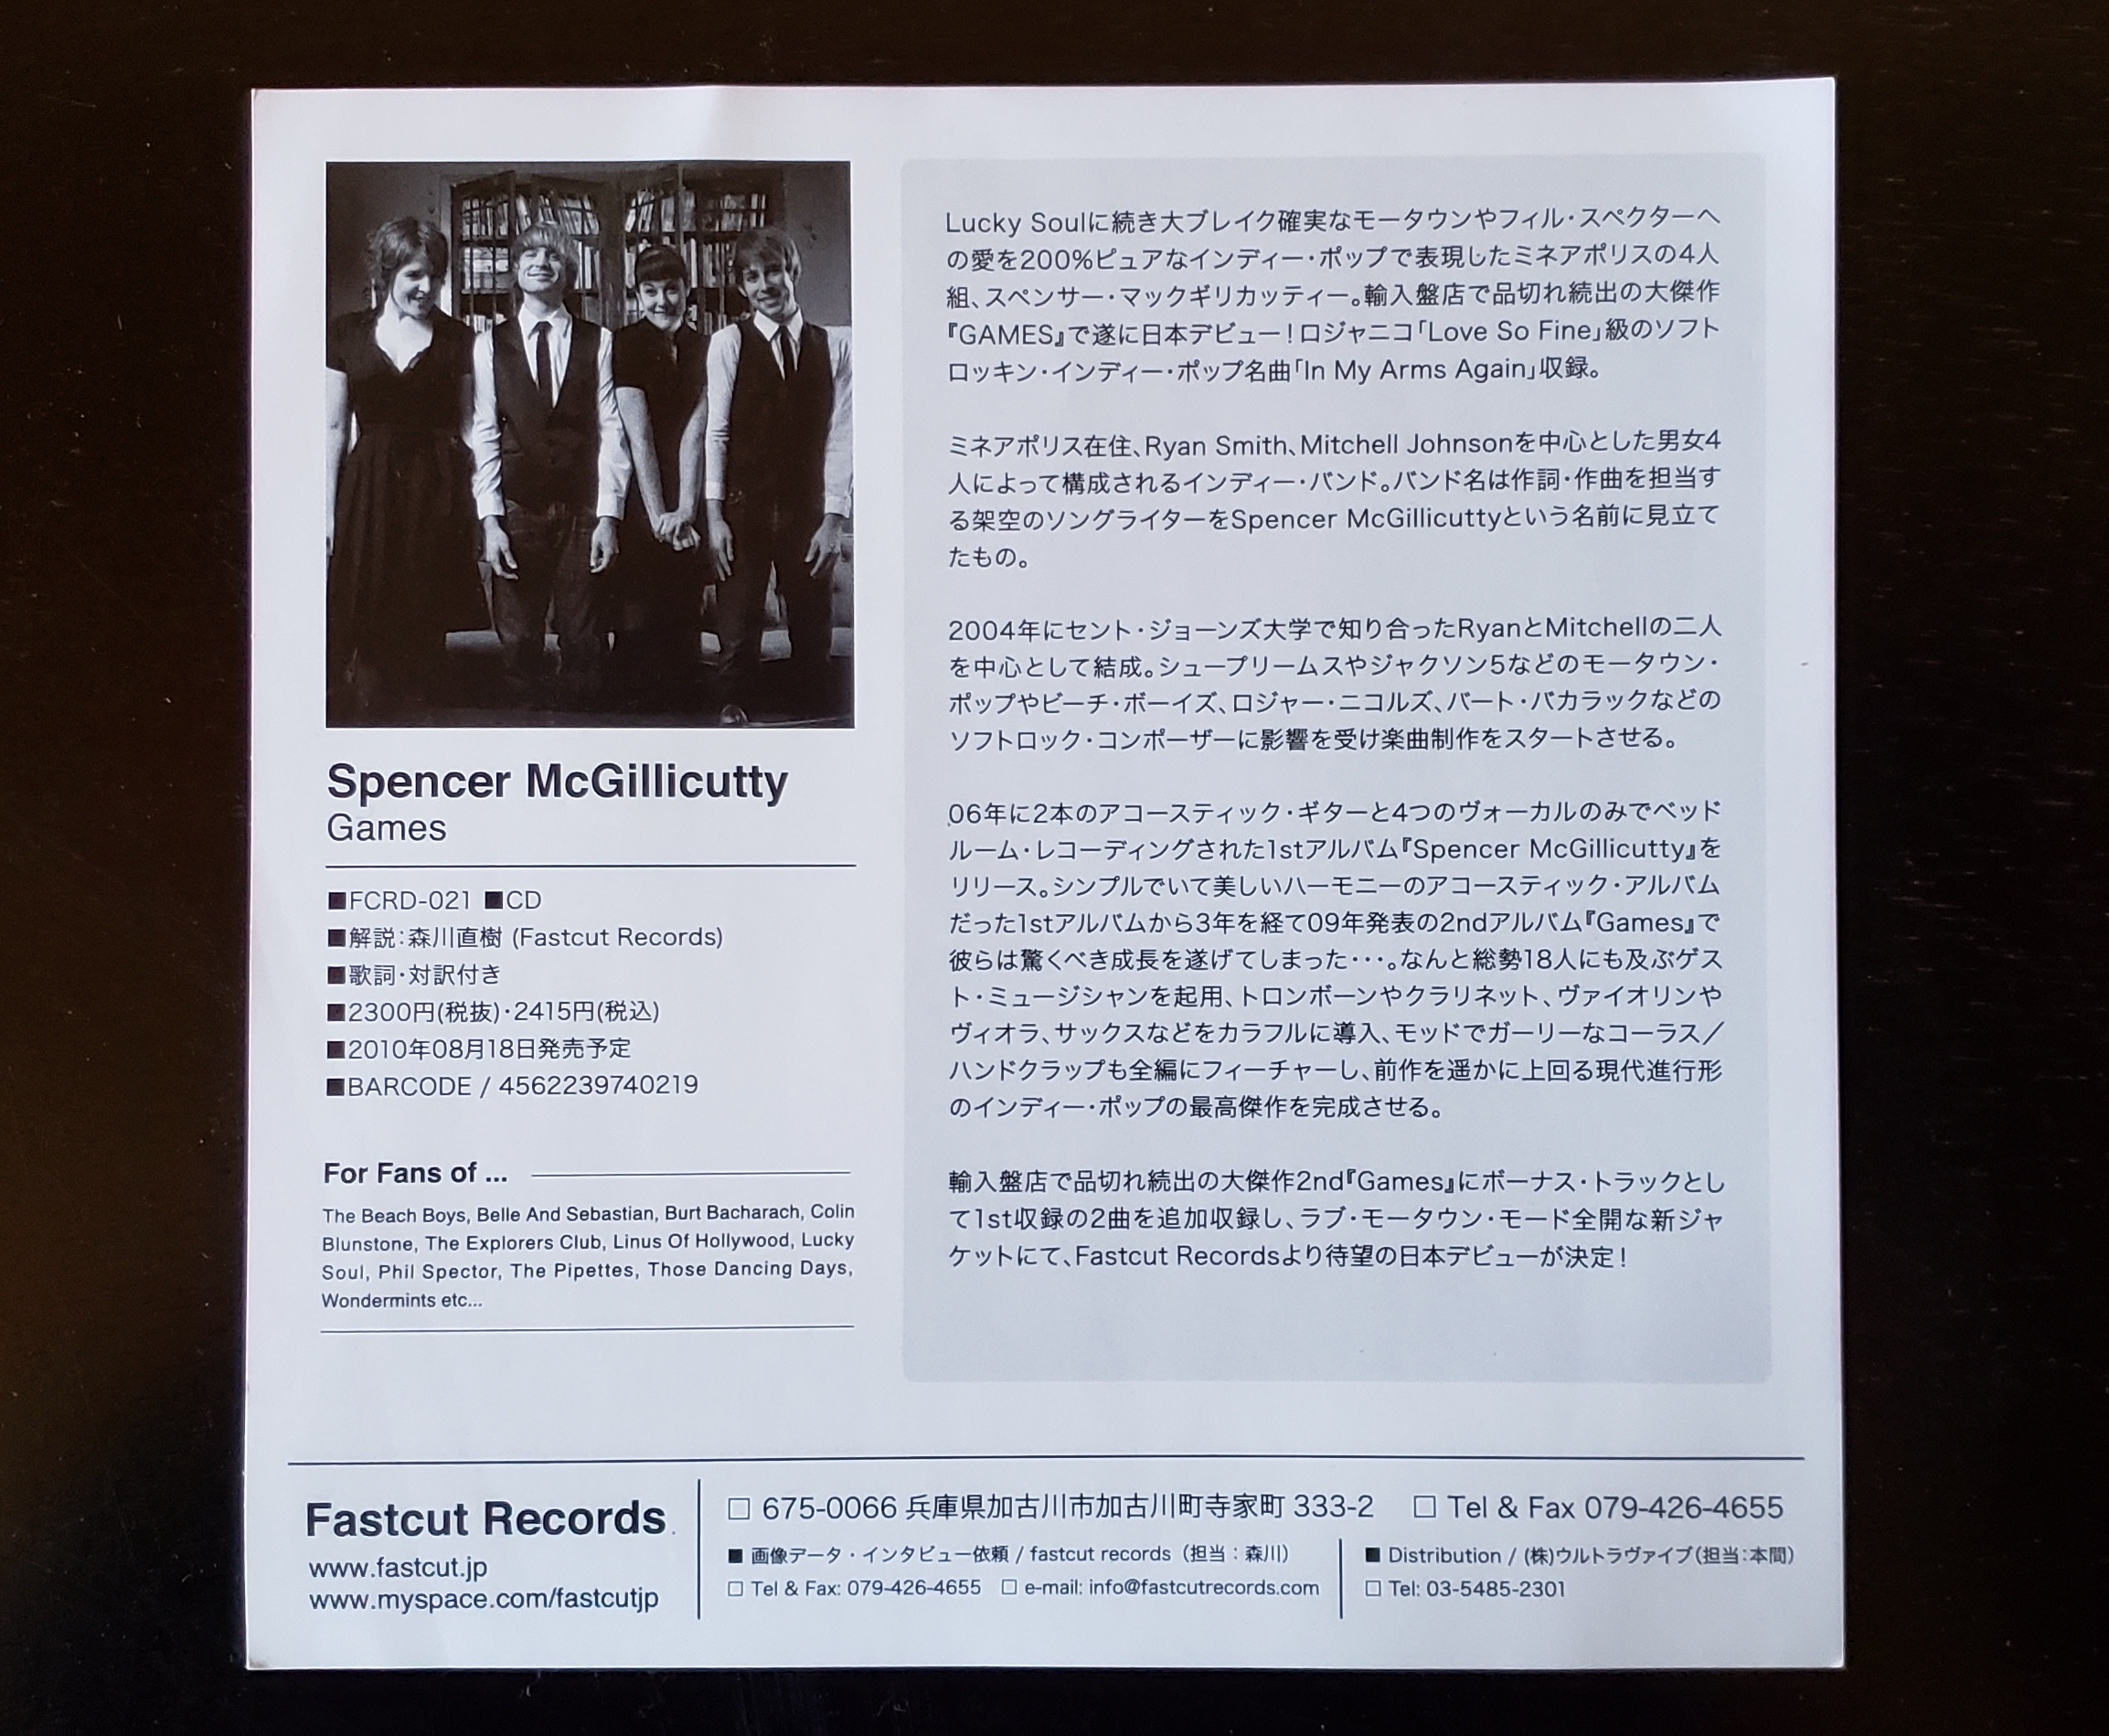 Spencer McGillicutty
Games
■FCRD-021 ■CD
■解説:森川直樹 (Fastcut Records)
■歌詞・対訳付き
■2300円(税抜)・2415円(税込)
■2010年08月18日発売予定
■BARCODE / 4562239740219
For Fans of ...
The Beach Boys, Belle And Sebastian, Burt Bacharach, Colin
Blunstone, The Explorers Club, Linus Of Hollywood, Lucky
Soul, Phil Spector, The Pipettes, Those Dancing Days,
Wondermints etc...
Lucky Soulに続き大ブレイク確実なモータウンやフィル・スペクターへ
の愛を200%ピュアなインディー・ポップで表現したミネアポリスの4人
組、スペンサー・マックギリカッティー。輸入盤店で品切れ続出の大傑作
『GAMES』で遂に日本デビュー!ロジャニコ「Love So Fine」級のソフト
ロッキン・インディー・ポップ名曲「In My Arms Again」収録。
ミネアポリス在住、Ryan Smith、Mitchell Johnsonを中心とした男女4
人によって構成されるインディー・バンド。バンド名は作詞・作曲を担当す
る架空のソングライターをSpencer McGillicuttyという名前に見立て
たもの。
2004年にセント・ジョーンズ大学で知り合ったRyanとMitchellの二人
を中心として結成。シュープリームスやジャクソン5などのモータウン・
ポップやビーチ・ボーイズ、ロジャー・ニコルズ、バート・バカラックなどの
ソフトロック・コンポーザーに影響を受け楽曲制作をスタートさせる。
06年に2本のアコースティック・ギターと4つのヴォーカルのみでベッド
ルーム・レコーディングされた1stアルバム『Spencer McGillicutty』を
リリース。シンプルでいて美しいハーモニーのアコースティック・アルバム
だった1stアルバムから3年を経て09年発表の2ndアルバム『Games』で
彼らは驚くべき成長を遂げてしまった・・・。なんと総勢18人にも及ぶゲス
ト・ミュージシャンを起用、トロンボーンやクラリネット、ヴァイオリンや
ヴィオラ、サックスなどをカラフルに導入、モッドでガーリーなコーラス/
ハンドクラップも全編にフィーチャーし、前作を遥かに上回る現代進行形
のインディー・ポップの最高傑作を完成させる。
輸入盤店で品切れ続出の大傑作2nd『Games』にボーナス・トラックとし
て1st収録の2曲を追加収録し、ラブ・モータウン・モード全開な新ジャ
ケットにて、Fastcut Recordsより待望の日本デビューが決定!
Fastcut Records.
www.fastcut.jp
www.myspace.com/fastcutjp
□ 675-0066 兵庫県加古川市加古川町寺家町 333-2 □ Tel & Fax 079-426-4655
■ 画像データ・インタビュー依頼 / fastcut records(担当:森川)
□ Tel & Fax: 079-426-4655 □ e-mail: info@fastcutrecords.com
■ Distribution / (株)ウルトラヴァイブ(担当:本間)
□ Tel: 03-5485-2301